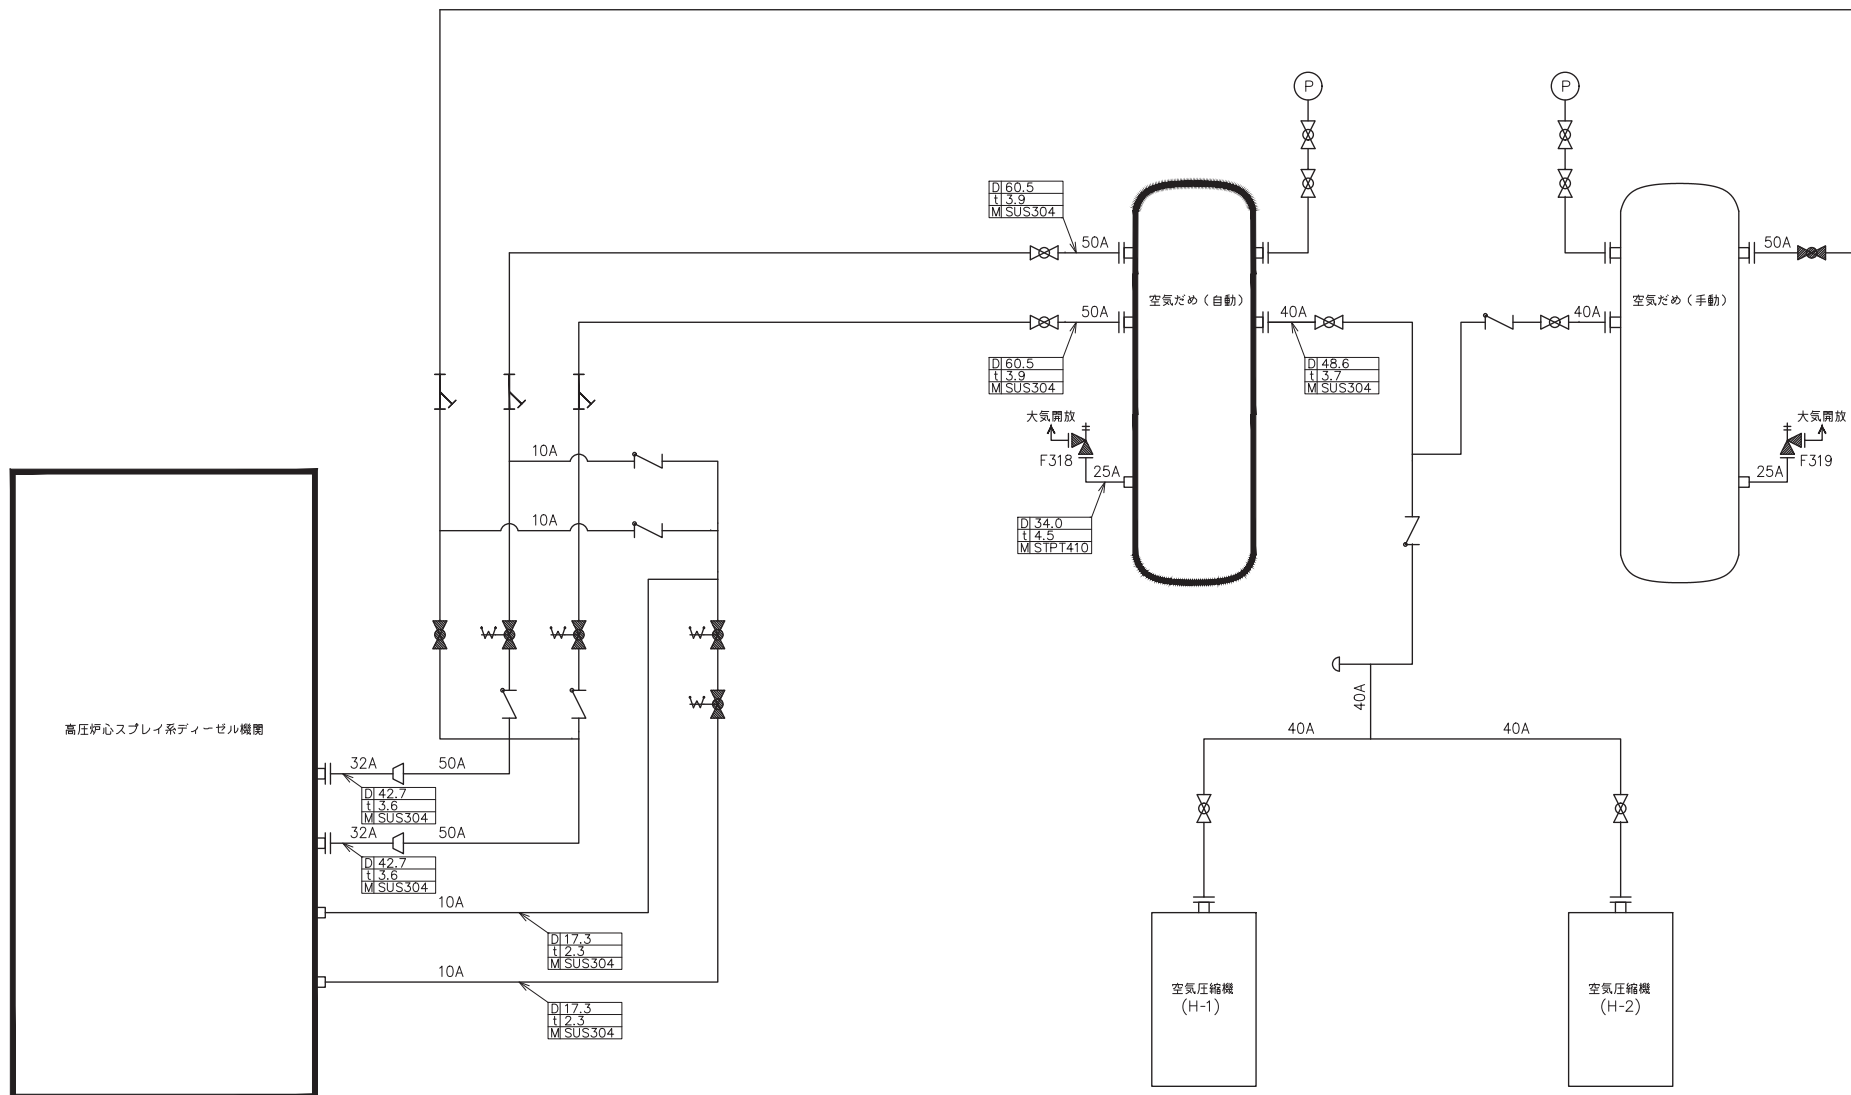 P
P
D 60.5
t 3.9
M SUS304
50A
50A
空気だめ(自動)
空気だめ(手動)
50A
40A
40A
D 60.5
t 3.9
M SUS304
D 48.6
t 3.7
M SUS304
大気開放
大気開放
10A
F318
F319
25A
25A
10A
D 34.0
t 4.5
M STPT410
40A
高圧炉心スプレイ系ディーゼル機関
40A
40A
32A
50A
D 42.7
t 3.6
M SUS304
32A
50A
D 42.7
t 3.6
M SUS304
10A
D 17.3
t 2.3
M SUS304
10A
空気圧縮機
(H-1)
空気圧縮機
(H-2)
D 17.3
t 2.3
M SUS304